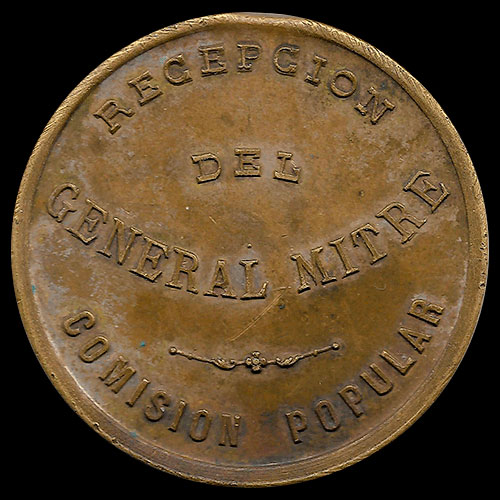 RECEPCION
DEL
GENERAL MITRE
COMISION POPULAR